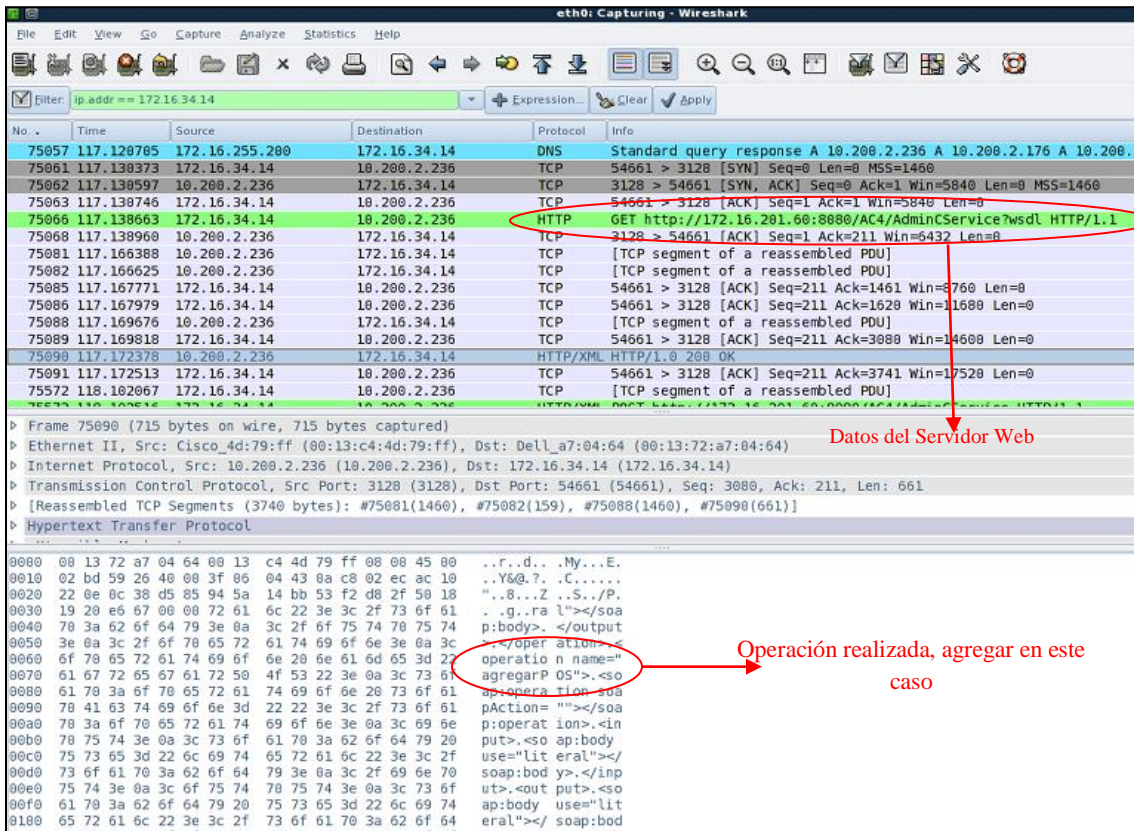 eth0: Capturing - Wireshark
File Edit View Go Capture Analyze Statistics Help
Filter: ip.addr == 172.16.34.14 Expression... Clear Apply
No. . Time Source Destination Protocol Info
75057 117.120785 172.16.255.200 172.16.34.14 DNS Standard query response A 10.200.2.236 A 10.200.2.176 A 10.200.
75061 117.130373 172.16.34.14 10.200.2.236 TCP 54661 > 3128 [SYN] Seq=0 Len=0 MSS=1460
75062 117.130597 10.200.2.236 172.16.34.14 TCP 3128 > 54661 [SYN, ACK] Seq=0 Ack=1 Win=5840 Len=0 MSS=1460
75063 117.130746 172.16.34.14 10.200.2.236 TCP 54661 > 3128 [ACK] Seq=1 Ack=1 Win=5840 Len=0
75066 117.138663 172.16.34.14 10.200.2.236 HTTP GET http://172.16.201.60:8080/AC4/AdminCService?wsdl HTTP/1.1
75068 117.138960 10.200.2.236 172.16.34.14 TCP 3128 > 54661 [ACK] Seq=1 Ack=211 Win=6432 Len=0
75081 117.166388 10.200.2.236 172.16.34.14 TCP [TCP segment of a reassembled PDU]
75082 117.166625 10.200.2.236 172.16.34.14 TCP [TCP segment of a reassembled PDU]
75085 117.167771 172.16.34.14 10.200.2.236 TCP 54661 > 3128 [ACK] Seq=211 Ack=1461 Win=8760 Len=0
75086 117.167979 172.16.34.14 10.200.2.236 TCP 54661 > 3128 [ACK] Seq=211 Ack=1620 Win=11680 Len=0
75088 117.169676 10.200.2.236 172.16.34.14 TCP [TCP segment of a reassembled PDU]
75089 117.169818 172.16.34.14 10.200.2.236 TCP 54661 > 3128 [ACK] Seq=211 Ack=3080 Win=14600 Len=0
75090 117.172378 10.200.2.236 172.16.34.14 HTTP/XML HTTP/1.0 200 OK
75091 117.172513 172.16.34.14 10.200.2.236 TCP 54661 > 3128 [ACK] Seq=211 Ack=3741 Win=17520 Len=0
75572 118.102067 172.16.34.14 10.200.2.236 TCP [TCP segment of a reassembled PDU]
Datos del Servidor Web
Frame 75090 (715 bytes on wire, 715 bytes captured)
Ethernet II, Src: Cisco_4d:79:ff (00:13:c4:4d:79:ff), Dst: Dell_a7:04:64 (00:13:72:a7:04:64)
Internet Protocol, Src: 10.200.2.236 (10.200.2.236), Dst: 172.16.34.14 (172.16.34.14)
Transmission Control Protocol, Src Port: 3128 (3128), Dst Port: 54661 (54661), Seq: 3080, Ack: 211, Len: 661
[Reassembled TCP Segments (3740 bytes): #75081(1460), #75082(159), #75088(1460), #75090(661)]
Hypertext Transfer Protocol
0000 00 13 72 a7 04 64 00 13 c4 4d 79 ff 08 00 45 00 ..r..d.. .My...E.
0010 02 bd 59 26 40 00 3f 06 04 43 0a c8 02 ec ac 10 ..Y&@.?. .C......
0020 22 0e 0c 38 d5 85 94 5a 14 bb 53 f2 d8 2f 50 18 "..8...Z ..S../P.
0030 19 20 e6 67 00 00 72 61 6c 22 3e 3c 2f 73 6f 61 . .g..ra l"></soa
0040 70 3a 62 6f 64 79 3e 0a 3c 2f 6f 75 74 70 75 74 p:body>. </output
0050 3e 0a 3c 2f 6f 70 65 72 61 74 69 6f 6e 3e 0a 3c >.</oper ation>.<
0060 6f 70 65 72 61 74 69 6f 6e 20 6e 61 6d 65 3d 22 operatio n name="
0070 61 67 72 65 67 61 72 50 4f 53 22 3e 0a 3c 73 6f agregarP OS">.<so
0080 61 70 3a 6f 70 65 72 61 74 69 6f 6e 20 73 6f 61 ap:opera tion soa
0090 70 41 63 74 69 6f 6e 3d 22 22 3e 3c 2f 73 6f 61 pAction= ""></soa
00a0 70 3a 6f 70 65 72 61 74 69 6f 6e 3e 0a 3c 69 6e p:operat ion>.<in
00b0 70 75 74 3e 0a 3c 73 6f 61 70 3a 62 6f 64 79 20 put>.<so ap:body
00c0 75 73 65 3d 22 6c 69 74 65 72 61 6c 22 3e 3c 2f use="lit eral"></
00d0 73 6f 61 70 3a 62 6f 64 79 3e 0a 3c 2f 69 6e 70 soap:bod y>.</inp
00e0 75 74 3e 0a 3c 6f 75 74 70 75 74 3e 0a 3c 73 6f ut>.<out put>.<so
00f0 61 70 3a 62 6f 64 79 20 75 73 65 3d 22 6c 69 74 ap:body use="lit
0100 65 72 61 6c 22 3e 3c 2f 73 6f 61 70 3a 62 6f 64 eral"></ soap:bod
Operación realizada, agregar en este
caso